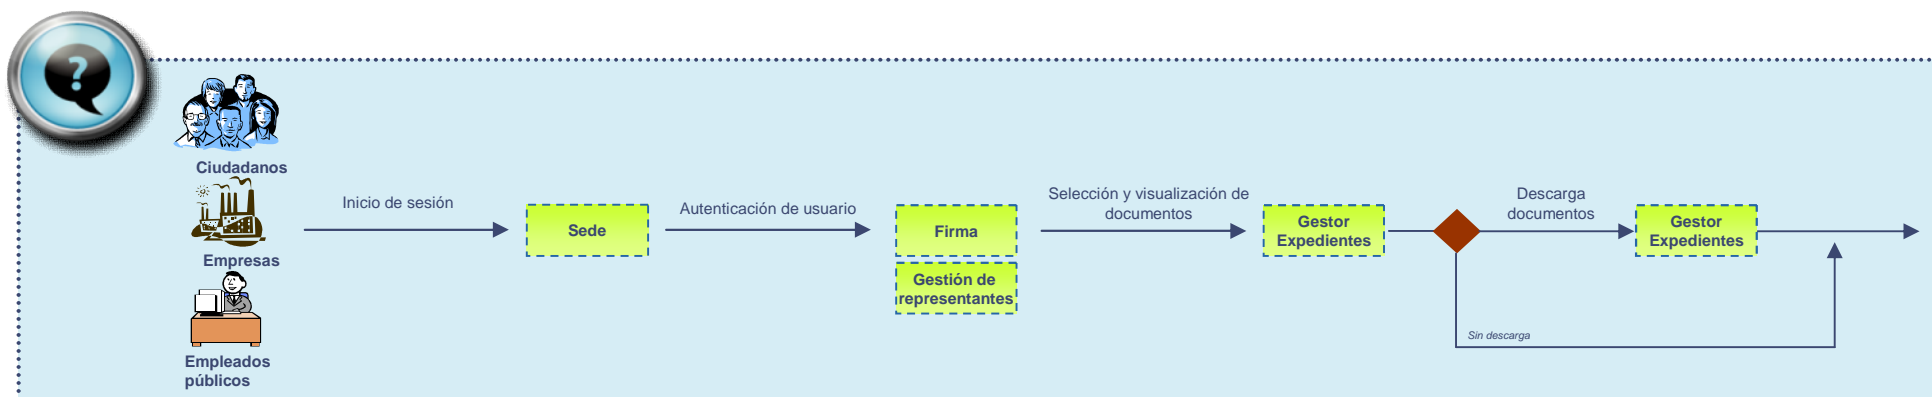 ?
Ciudadanos
Empresas
Empleados
públicos
Inicio de sesión
Sede
Autenticación de usuario
Firma
Gestión de
representantes
Selección y visualización de
documentos
Gestor
Expedientes
Descarga
documentos
Gestor
Expedientes
Sin descarga